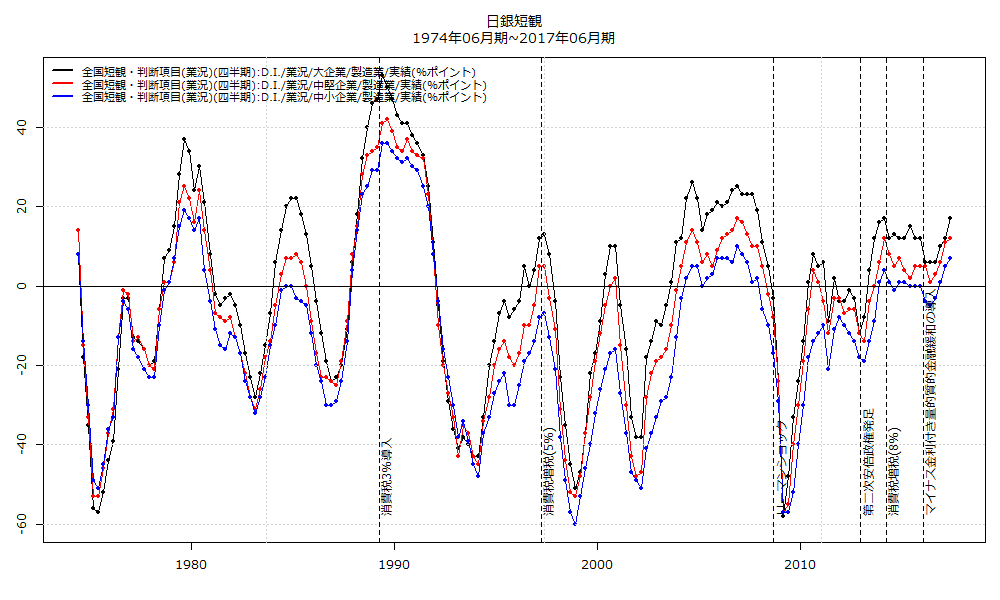 日銀短観
1974年06月期~2017年06月期
全国短観・判断項目(業況)(四半期):D.I./業況/大企業/製造業/実績(%ポイント)
全国短観・判断項目(業況)(四半期):D.I./業況/中堅企業/製造業/実績(%ポイント)
全国短観・判断項目(業況)(四半期):D.I./業況/中小企業/製造業/実績(%ポイント)
40
20
0
-20
-40
-60
消費税3%導入
消費税増税(5%)
リーマンショック
第二次安倍政権発足
消費税増税(8%)
マイナス金利付き量的質的金融緩和の導入
1980
1990
2000
2010